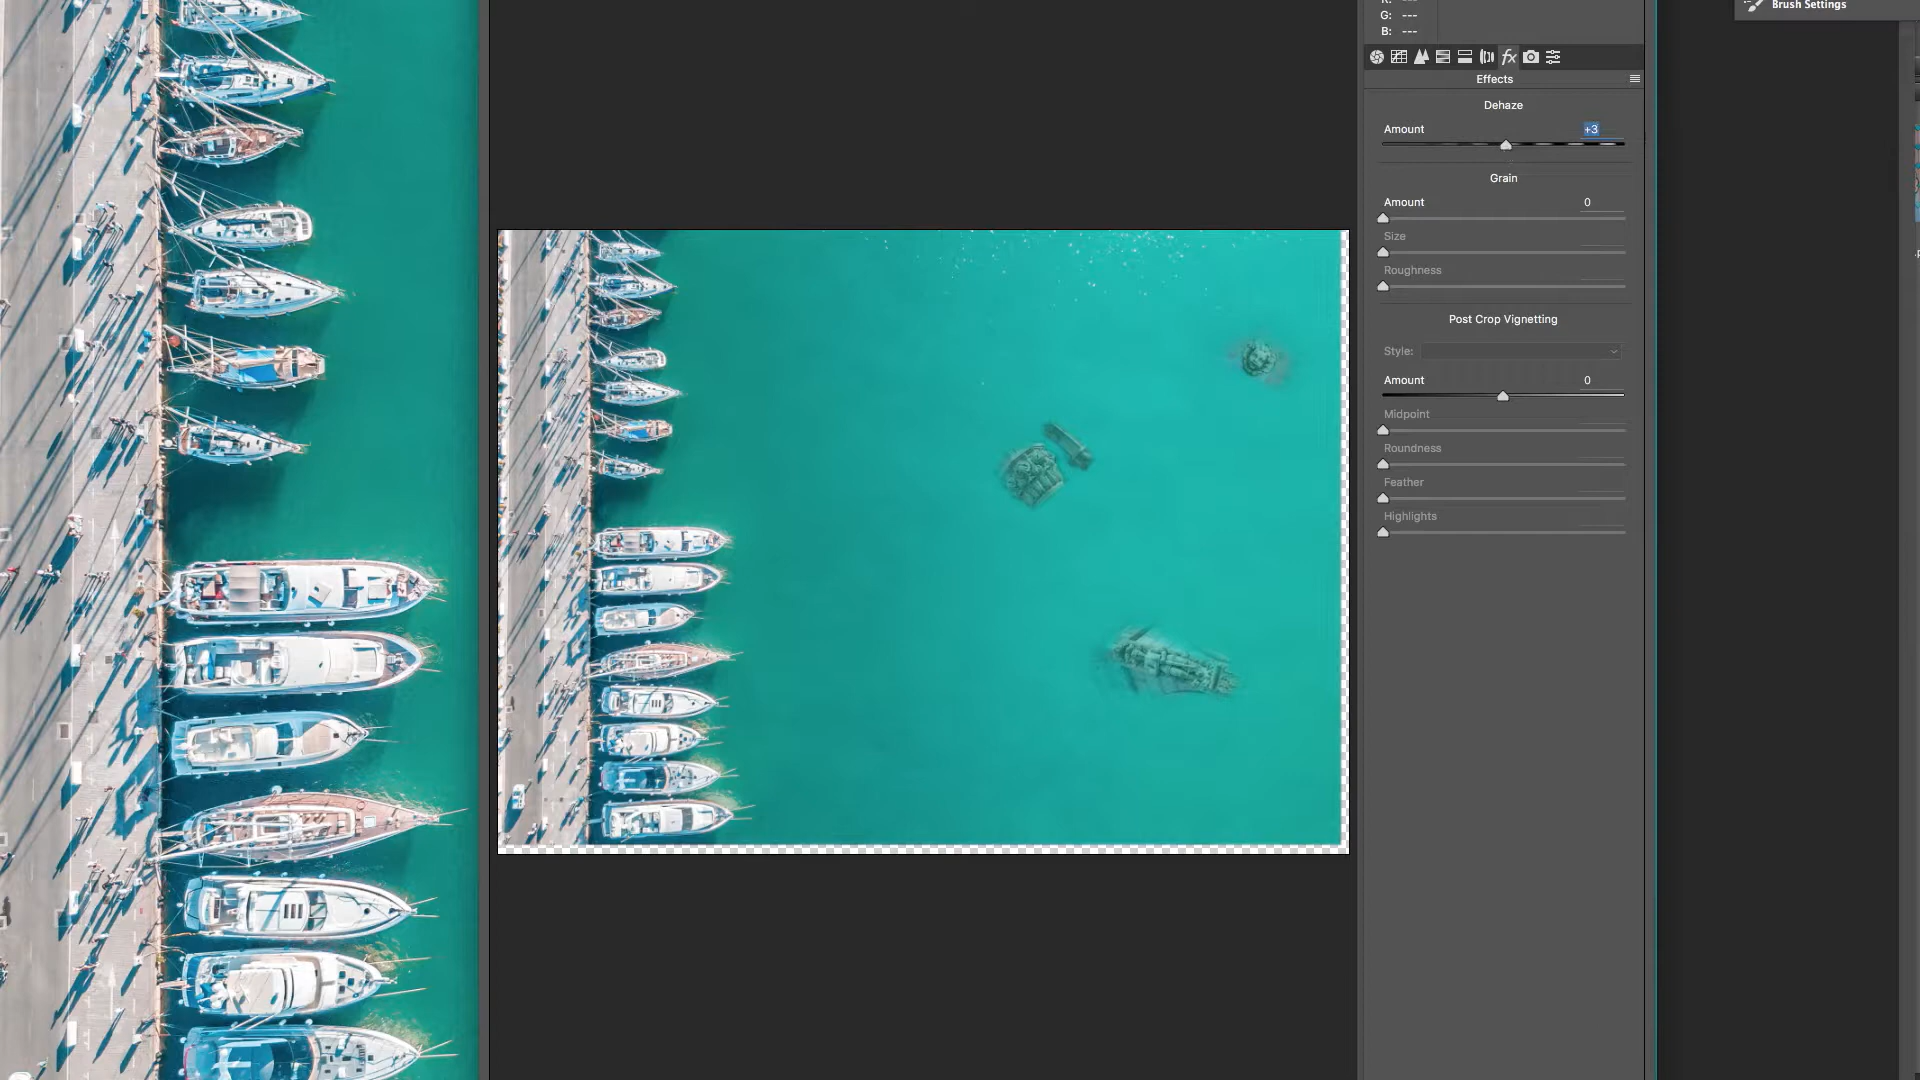 Brush Settings
G: ---
B: ---
fx
Effects
Dehaze
Amount +3
Grain
Amount 0
Size
Roughness
Post Crop Vignetting
Style:
Amount 0
Midpoint
Roundness
Feather
Highlights